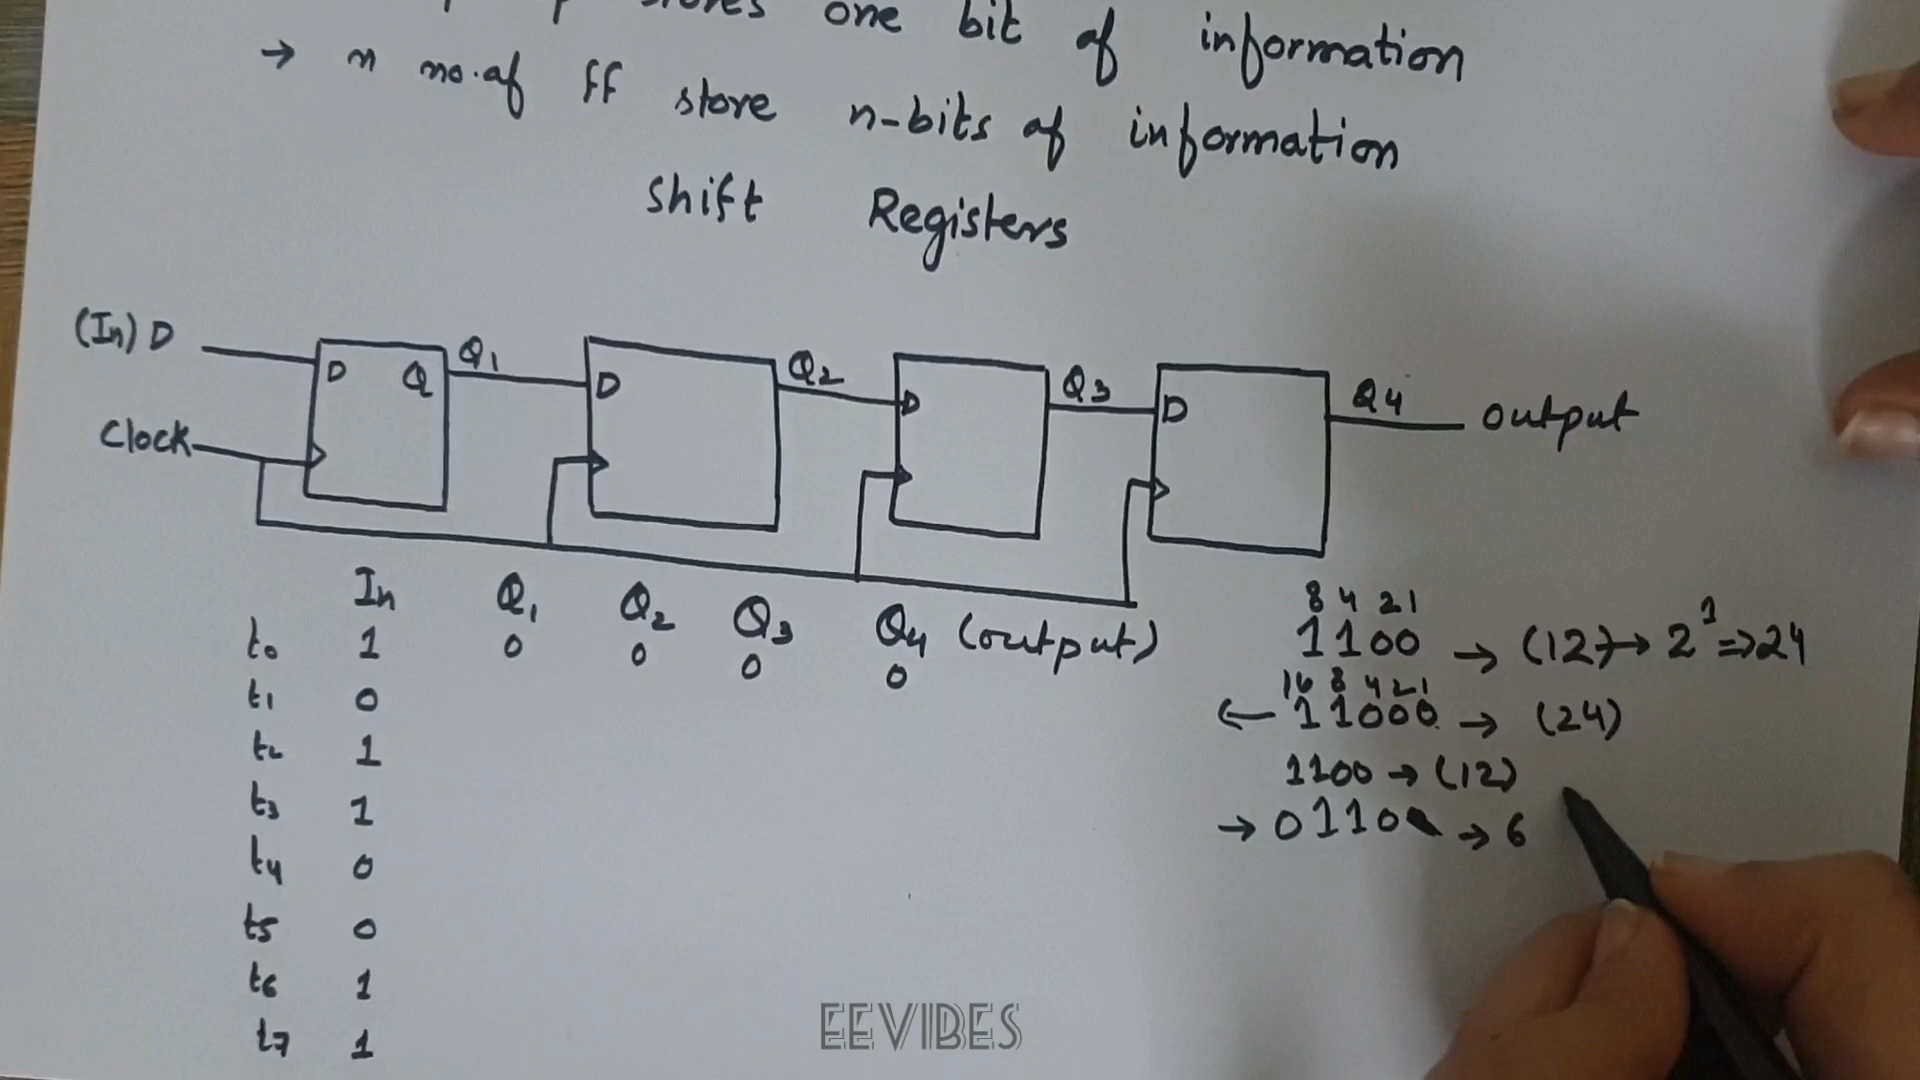 stores one bit of information
→ n no. of ff store n-bits of information
Shift Registers
(In) D
D Q Q1
D Q2
D Q3
D Q4 output
Clock
In Q1 Q2 Q3 Q4 (output)
t0 1 0 0 0 0
t1 0
t2 1
t3 1
t4 0
t5 0
t6 1
t7 1
8 4 2 1
1100 → (12) → 2^1 => 24
16 8 4 2 1
← 11000 → (24)
1100 → (12)
→ 0110 → 6
EEVIBES